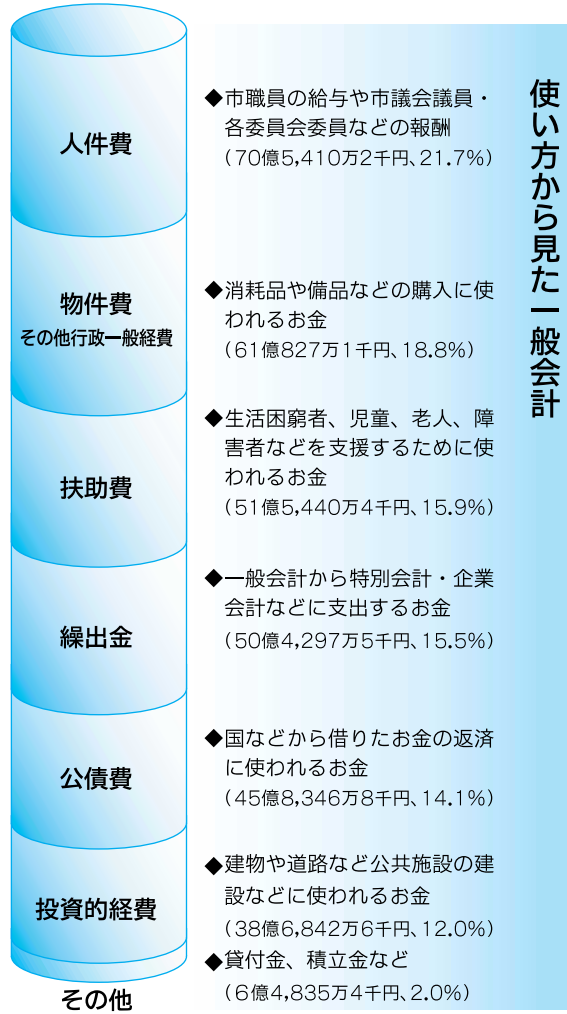 使い方から見た一般会計
人件費
◆市職員の給与や市議会議員・
各委員会委員などの報酬
（70億5,410万2千円、21.7%）
物件費
その他行政一般経費
◆消耗品や備品などの購入に使
われるお金
（61億827万1千円、18.8%）
扶助費
◆生活困窮者、児童、老人、障
害者などを支援するために使
われるお金
（51億5,440万4千円、15.9%）
繰出金
◆一般会計から特別会計・企業
会計などに支出するお金
（50億4,297万5千円、15.5%）
公債費
◆国などから借りたお金の返済
に使われるお金
（45億8,346万8千円、14.1%）
投資的経費
◆建物や道路など公共施設の建
設などに使われるお金
（38億6,842万6千円、12.0%）
その他
◆貸付金、積立金など
（6億4,835万4千円、2.0%）